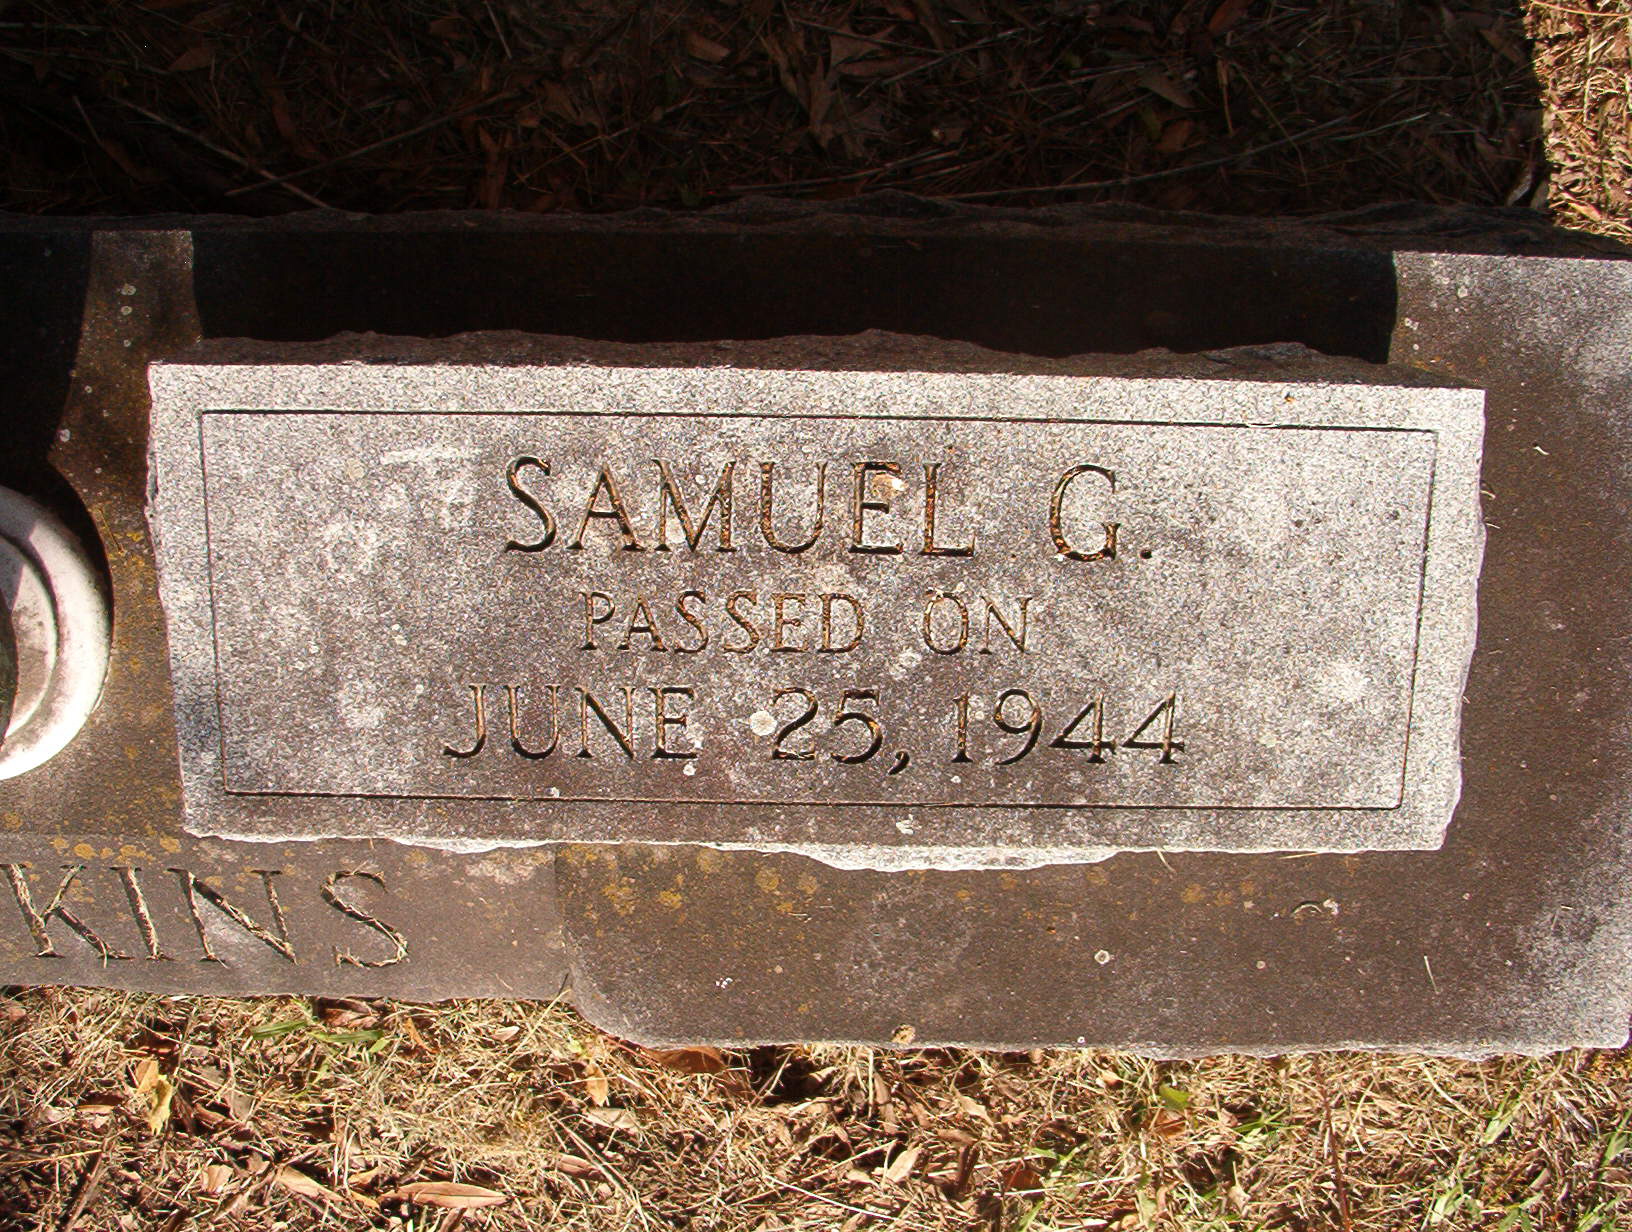 SAMUEL G.
PASSED ON
JUNE 25, 1944
KINS